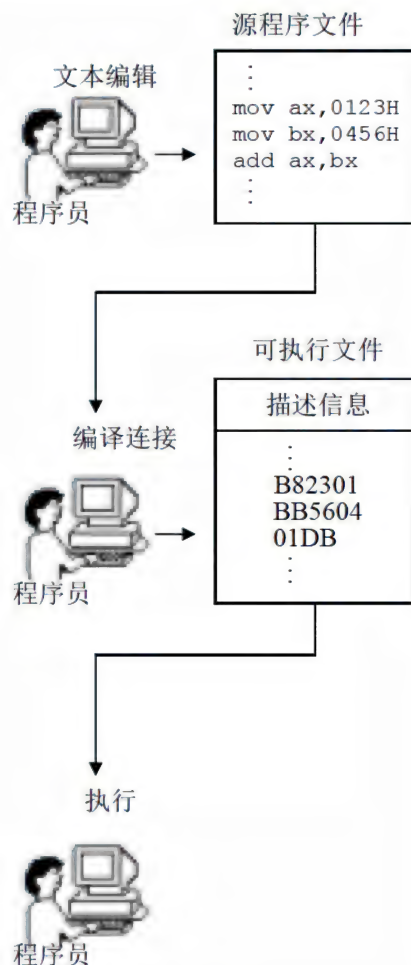 源程序文件
文本编辑
⋮
mov ax,0123H
mov bx,0456H
add ax,bx
⋮
程序员
可执行文件
描述信息
编译连接
⋮
B82301
BB5604
01DB
⋮
程序员
执行
程序员